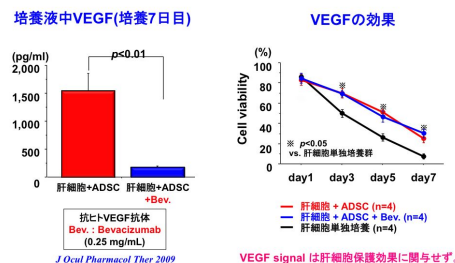 培養液中VEGF(培養7日目)
(pg/ml)
p<0.01
2,000
1,500
1,000
500
0
肝細胞+ADSC
肝細胞+ADSC
+Bev.
抗ヒトVEGF抗体
Bev. : Bevacizumab
(0.25 mg/mL)
J Ocul Pharmacol Ther 2009
VEGFの効果
(%)
Cell viability
100
80
60
40
20
0
※
※
※
※ p<0.05
vs. 肝細胞単独培養群
day1
day3
day5
day7
肝細胞 + ADSC (n=4)
肝細胞 + ADSC + Bev. (n=4)
肝細胞単独培養 (n=4)
VEGF signal は肝細胞保護効果に関与せず